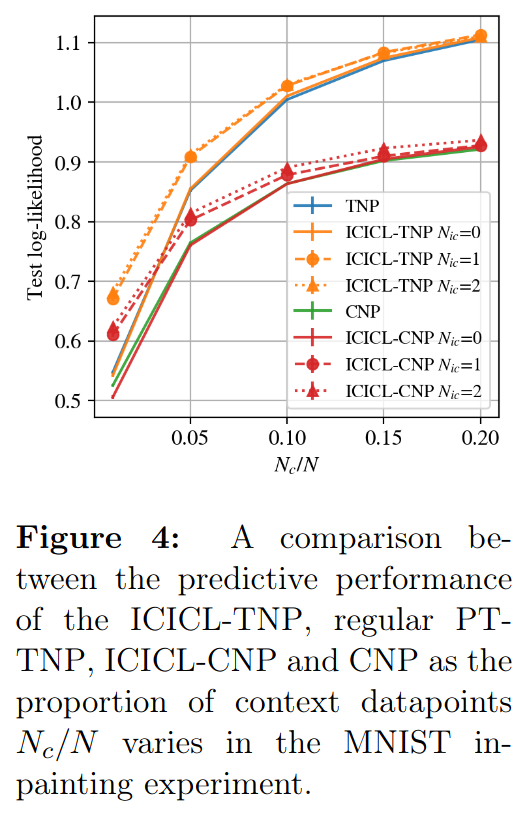 1.1
1.0
0.9
0.8
0.7
0.6
0.5
Test log-likelihood
TNP
ICICL-TNP N_ic=0
ICICL-TNP N_ic=1
ICICL-TNP N_ic=2
CNP
ICICL-CNP N_ic=0
ICICL-CNP N_ic=1
ICICL-CNP N_ic=2
0.05 0.10 0.15 0.20
N_c/N
Figure 4: A comparison be-
tween the predictive performance
of the ICICL-TNP, regular PT-
TNP, ICICL-CNP and CNP as the
proportion of context datapoints
N_c/N varies in the MNIST in-
painting experiment.